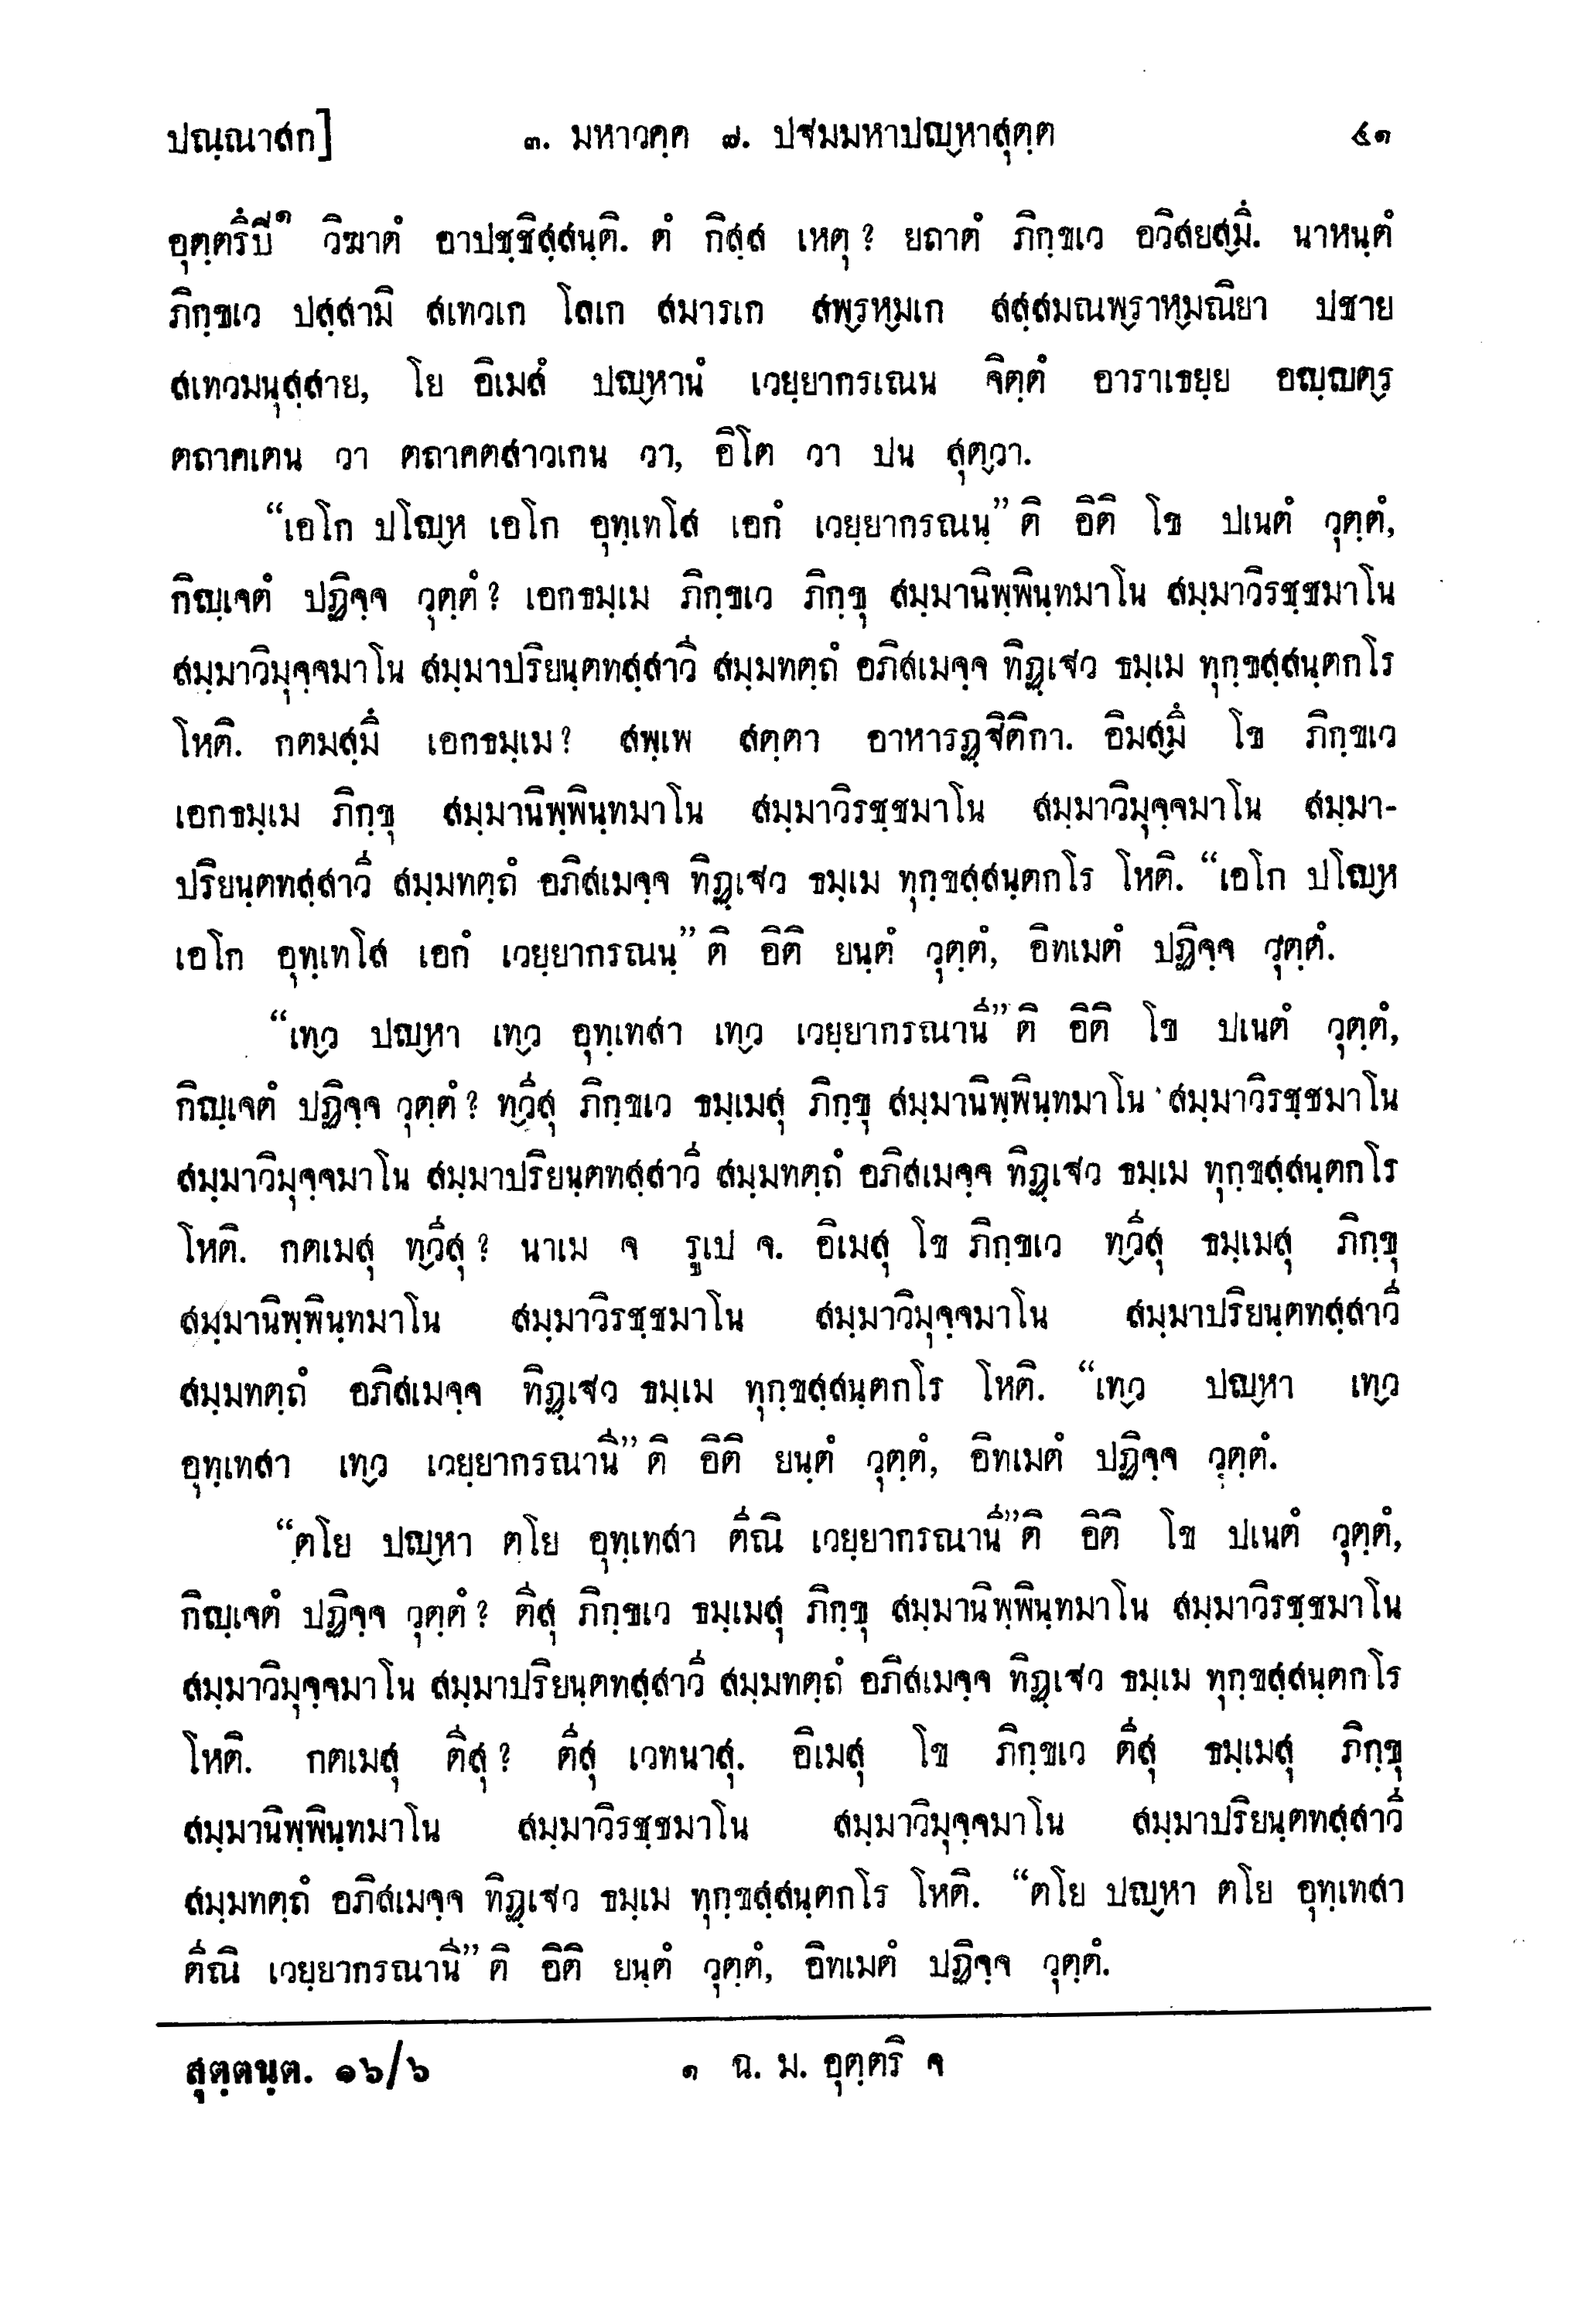 ปณฺณาสก] ๓. มหาวคฺค ๗. ปฐมมหาปญฺหาสุตฺต ๕๑
อุตฺตริํปิ๑ วิฆาตํ อาปชฺชิสฺสนฺติ. ตํ กิสฺส เหตุ? ยถาตํ ภิกฺขเว อวิสยสฺมิํ. นาหนฺตํ
ภิกฺขเว ปสฺสามิ สเทวเก โลเก สมารเก สพฺรหฺมเก สสฺสมณพฺราหฺมณิยา ปชาย
สเทวมนุสฺสาย, โย อิเมสํ ปญฺหานํ เวยฺยากรเณน จิตฺตํ อาราเธยฺย อญฺญตฺร
ตถาคเตน วา ตถาคตสาวเกน วา, อิโต วา ปน สุตฺวา.
“เอโก ปโญฺห เอโก อุทฺเทโส เอกํ เวยฺยากรณนฺ”ติ อิติ โข ปเนตํ วุตฺตํ,
กิญฺเจตํ ปฏิจฺจ วุตฺตํ? เอกธมฺเม ภิกฺขเว ภิกฺขุ สมฺมานิพฺพินฺทมาโน สมฺมาวิรชฺชมาโน
สมฺมาวิมุจฺจมาโน สมฺมาปริยนฺตทสฺสาวี สมฺมทตฺถํ อภิสเมจฺจ ทิฏฺเฐว ธมฺเม ทุกฺขสฺสนฺตกโร
โหติ. กตมสฺมิํ เอกธมฺเม? สพฺเพ สตฺตา อาหารฏฺฐิติกา. อิมสฺมิํ โข ภิกฺขเว
เอกธมฺเม ภิกฺขุ สมฺมานิพฺพินฺทมาโน สมฺมาวิรชฺชมาโน สมฺมาวิมุจฺจมาโน สมฺมา-
ปริยนฺตทสฺสาวี สมฺมทตฺถํ อภิสเมจฺจ ทิฏฺเฐว ธมฺเม ทุกฺขสฺสนฺตกโร โหติ. “เอโก ปโญฺห
เอโก อุทฺเทโส เอกํ เวยฺยากรณนฺ”ติ อิติ ยนฺตํ วุตฺตํ, อิทเมตํ ปฏิจฺจ วุตฺตํ.
“เทฺว ปญฺหา เทฺว อุทฺเทสา เทฺว เวยฺยากรณานี”ติ อิติ โข ปเนตํ วุตฺตํ,
กิญฺเจตํ ปฏิจฺจ วุตฺตํ? ทฺวีสุ ภิกฺขเว ธมฺเมสุ ภิกฺขุ สมฺมานิพฺพินฺทมาโน สมฺมาวิรชฺชมาโน
สมฺมาวิมุจฺจมาโน สมฺมาปริยนฺตทสฺสาวี สมฺมทตฺถํ อภิสเมจฺจ ทิฏฺเฐว ธมฺเม ทุกฺขสฺสนฺตกโร
โหติ. กตเมสุ ทฺวีสุ? นาเม จ รูเป จ. อิเมสุ โข ภิกฺขเว ทฺวีสุ ธมฺเมสุ ภิกฺขุ
สมฺมานิพฺพินฺทมาโน สมฺมาวิรชฺชมาโน สมฺมาวิมุจฺจมาโน สมฺมาปริยนฺตทสฺสาวี
สมฺมทตฺถํ อภิสเมจฺจ ทิฏฺเฐว ธมฺเม ทุกฺขสฺสนฺตกโร โหติ. “เทฺว ปญฺหา เทฺว
อุทฺเทสา เทฺว เวยฺยากรณานี”ติ อิติ ยนฺตํ วุตฺตํ, อิทเมตํ ปฏิจฺจ วุตฺตํ.
“ตโย ปญฺหา ตโย อุทฺเทสา ตีณิ เวยฺยากรณานี”ติ อิติ โข ปเนตํ วุตฺตํ,
กิญฺเจตํ ปฏิจฺจ วุตฺตํ? ตีสุ ภิกฺขเว ธมฺเมสุ ภิกฺขุ สมฺมานิพฺพินฺทมาโน สมฺมาวิรชฺชมาโน
สมฺมาวิมุจฺจมาโน สมฺมาปริยนฺตทสฺสาวี สมฺมทตฺถํ อภิสเมจฺจ ทิฏฺเฐว ธมฺเม ทุกฺขสฺสนฺตกโร
โหติ. กตเมสุ ตีสุ? ตีสุ เวทนาสุ. อิเมสุ โข ภิกฺขเว ตีสุ ธมฺเมสุ ภิกฺขุ
สมฺมานิพฺพินฺทมาโน สมฺมาวิรชฺชมาโน สมฺมาวิมุจฺจมาโน สมฺมาปริยนฺตทสฺสาวี
สมฺมทตฺถํ อภิสเมจฺจ ทิฏฺเฐว ธมฺเม ทุกฺขสฺสนฺตกโร โหติ. “ตโย ปญฺหา ตโย อุทฺเทสา
ตีณิ เวยฺยากรณานี”ติ อิติ ยนฺตํ วุตฺตํ, อิทเมตํ ปฏิจฺจ วุตฺตํ.
สุตฺตนฺต. ๑๖/๖ ๑ ฉ. ม. อุตฺตริ จ